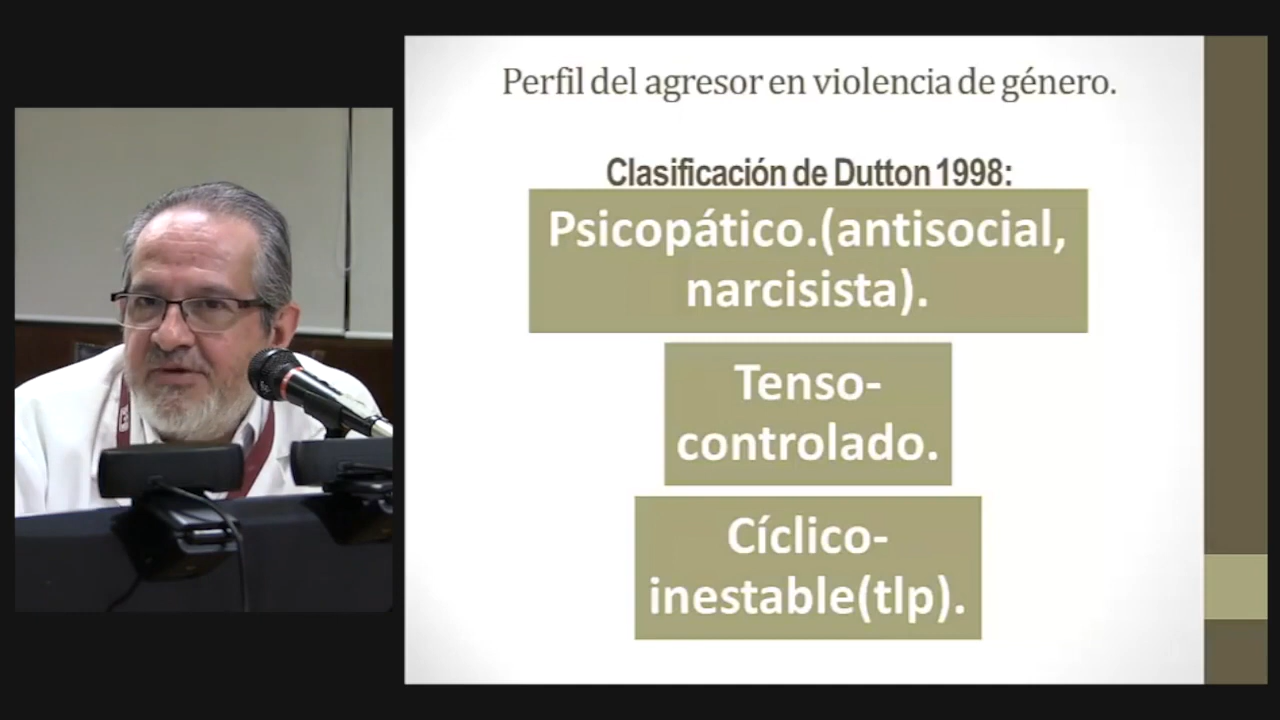 Perfil del agresor en violencia de género.
Clasificación de Dutton 1998:
Psicopático.(antisocial,
narcisista).
Tenso-
controlado.
Cíclico-
inestable(tlp).